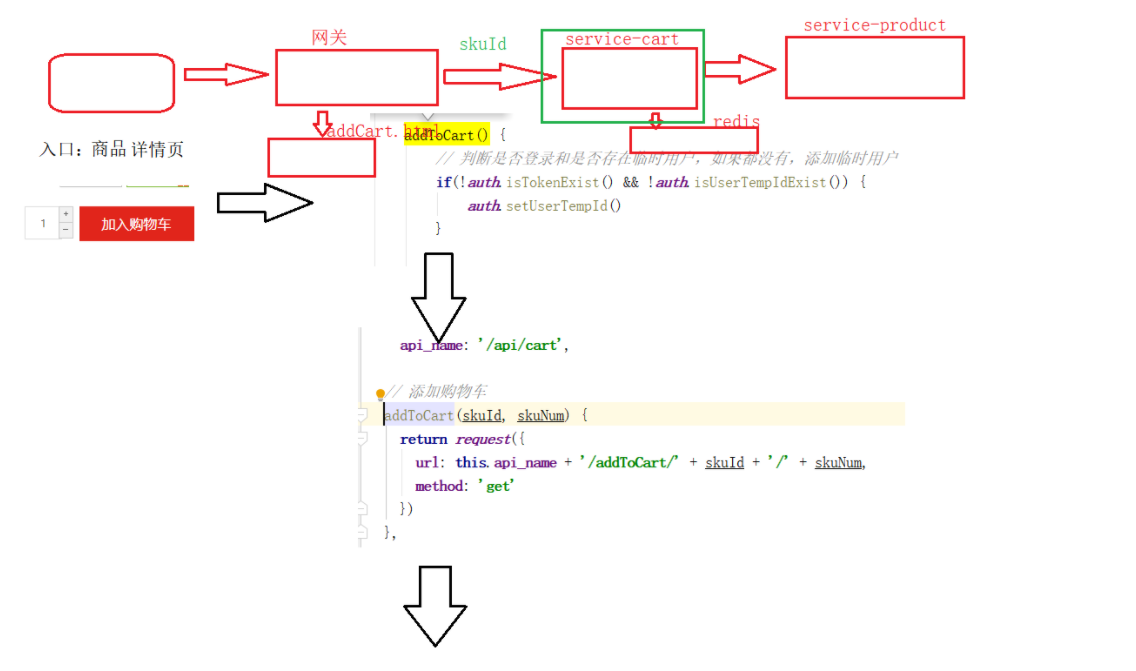 网关
skuId
service-cart
service-product
addCart.html
redis
入口：商品 详情页
1
+
−
加入购物车
addToCart() {
// 判断是否登录和是否存在临时用户，如果都没有，添加临时用户
if(!auth.isTokenExist() && !auth.isUserTempIdExist()) {
auth.setUserTempId()
}
api_name: '/api/cart',
// 添加购物车
addToCart(skuId, skuNum) {
return request({
url: this.api_name + '/addToCart/' + skuId + '/' + skuNum,
method: 'get'
})
},